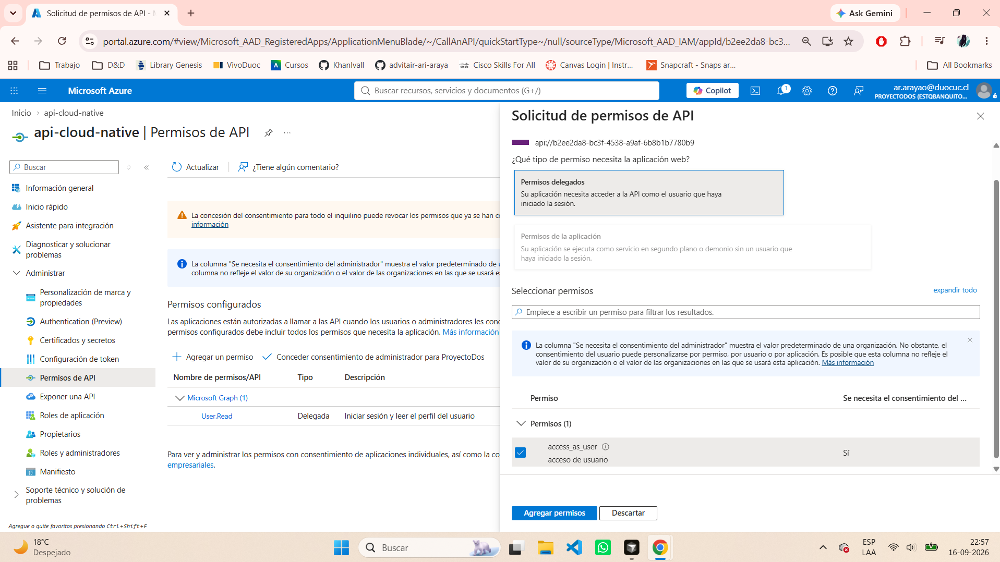 Solicitud de permisos de API - M
Ask Gemini
portal.azure.com/#view/Microsoft_AAD_RegisteredApps/ApplicationMenuBlade/~/CallAnAPI/quickStartType~/null/sourceType/Microsoft_AAD_IAM/appId/b2ee2da8-bc3...
Trabajo
D&D
Library Genesis
VivoDuoc
Cursos
KhanIvall
advitair-ari-araya
Cisco Skills For All
Canvas Login | Instr...
Snapcraft - Snaps ar...
All Bookmarks
Microsoft Azure
Buscar recursos, servicios y documentos (G+/)
Copilot
1
ar.arayao@duocuc.cl
PROYECTODOS (ESTQBANQUITO...
Inicio > api-cloud-native
api-cloud-native | Permisos de API
Buscar
Información general
Inicio rápido
Asistente para integración
Diagnosticar y solucionar
problemas
Administrar
Personalización de marca y
propiedades
Authentication (Preview)
Certificados y secretos
Configuración de token
Permisos de API
Exponer una API
Roles de aplicación
Propietarios
Roles y administradores
Manifiesto
Soporte técnico y solución de
problemas
Agregue o quite favoritos presionando Ctrl+Shift+F
Actualizar
¿Tiene algún comentario?
La concesión del consentimiento para todo el inquilino puede revocar los permisos que ya se han co
información
La columna "Se necesita el consentimiento del administrador" muestra el valor predeterminado de u
columna no refleje el valor de su organización o el valor de las organizaciones en las que se usará es
Permisos configurados
Las aplicaciones están autorizadas a llamar a las API cuando los usuarios o administradores les conc
permisos configurados debe incluir todos los permisos que necesita la aplicación. Más información
Agregar un permiso
Conceder consentimiento de administrador para ProyectoDos
Nombre de permisos/API Tipo Descripción
Microsoft Graph (1)
User.Read Delegada Iniciar sesión y leer el perfil del usuario
Para ver y administrar los permisos con consentimiento de aplicaciones individuales, así como la co
empresariales.
Solicitud de permisos de API
api://b2ee2da8-bc3f-4538-a9af-6b8b1b7780b9
¿Qué tipo de permiso necesita la aplicación web?
Permisos delegados
Su aplicación necesita acceder a la API como el usuario que haya
iniciado la sesión.
Permisos de la aplicación
Su aplicación se ejecuta como servicio en segundo plano o demonio sin un usuario que
haya iniciado la sesión.
Seleccionar permisos
expandir todo
Empiece a escribir un permiso para filtrar los resultados.
La columna "Se necesita el consentimiento del administrador" muestra el valor predeterminado de una organización. No obstante, el
consentimiento del usuario puede personalizarse por permiso, por usuario o por aplicación. Es posible que esta columna no refleje el
valor de su organización o el valor de las organizaciones en las que se usará esta aplicación. Más información
Permiso Se necesita el consentimiento del ...
Permisos (1)
access_as_user
acceso de usuario
Sí
Agregar permisos
Descartar
18°C
Despejado
Buscar
ESP
LAA
22:57
16-09-2026